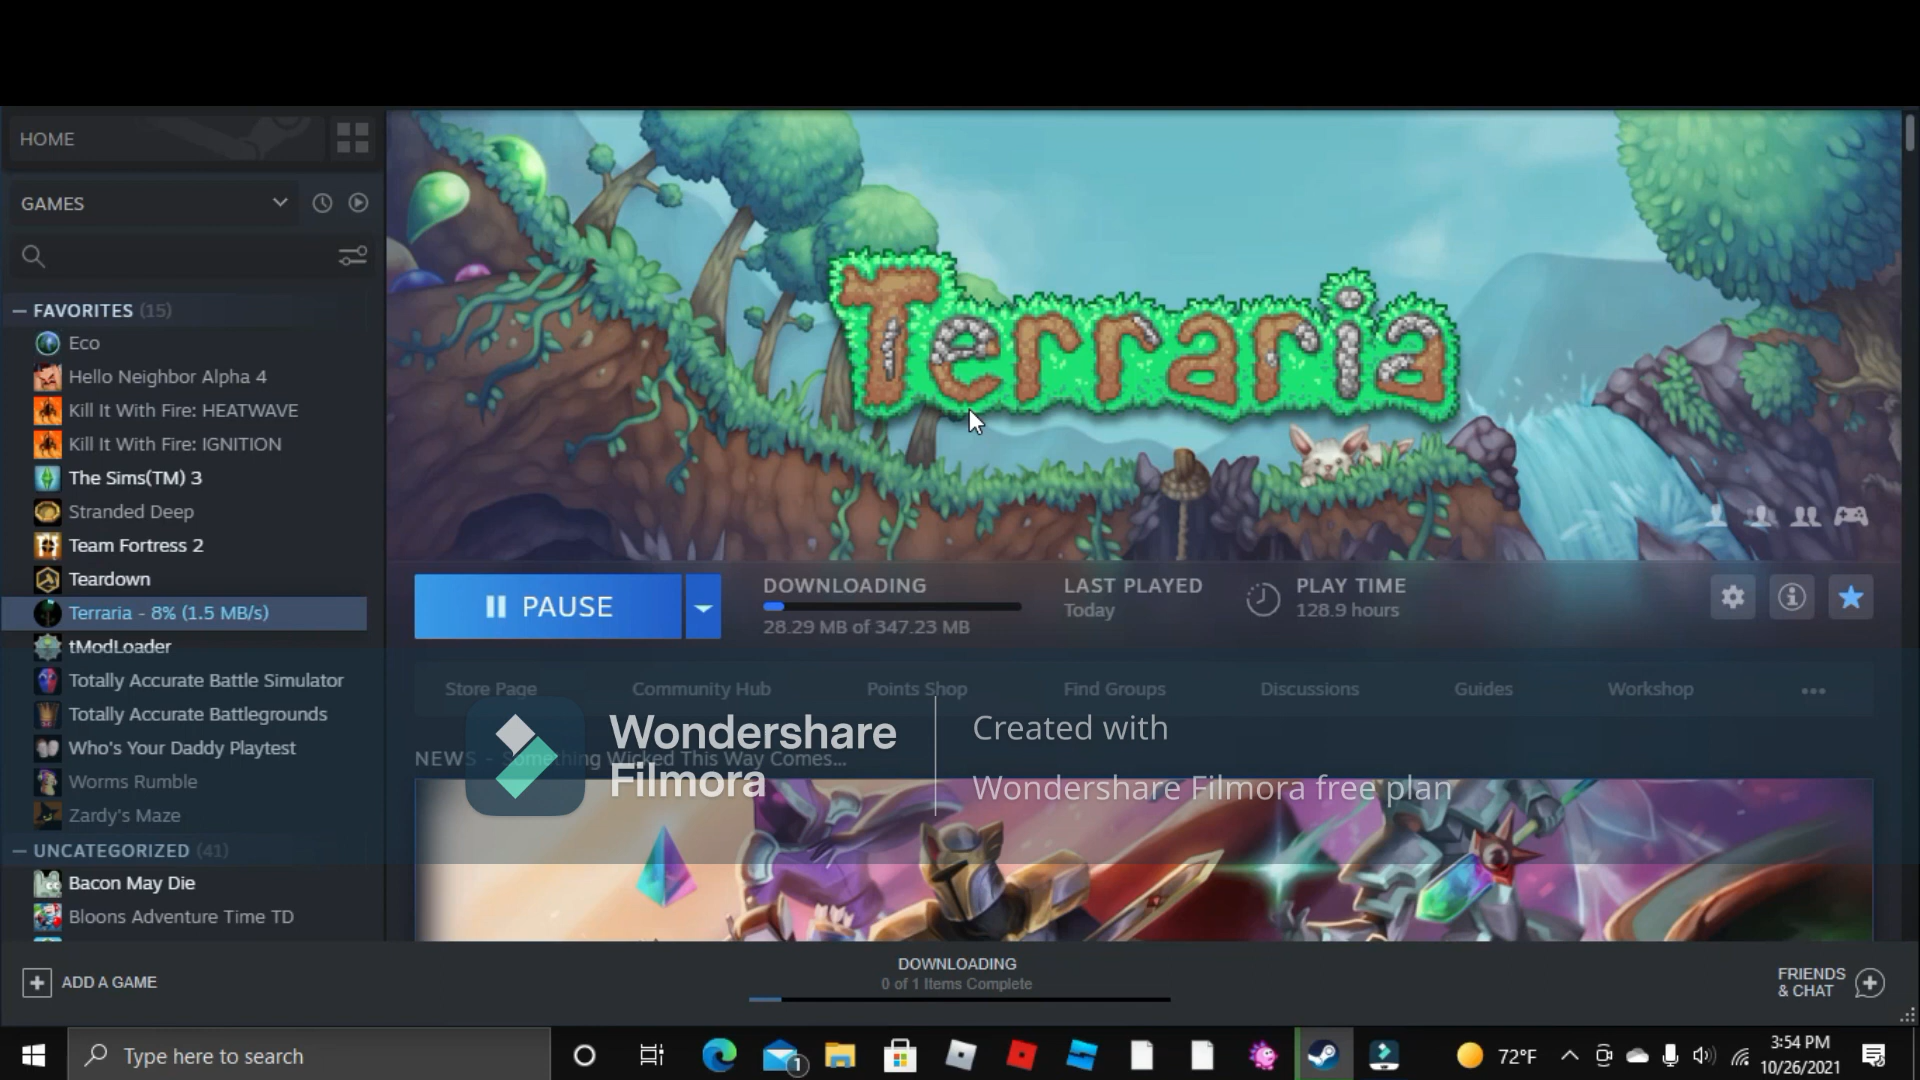 HOME
GAMES
FAVORITES (15)
Eco
Hello Neighbor Alpha 4
Kill It With Fire: HEATWAVE
Kill It With Fire: IGNITION
The Sims(TM) 3
Stranded Deep
Team Fortress 2
Teardown
Terraria - 8% (1.5 MB/s)
tModLoader
Totally Accurate Battle Simulator
Totally Accurate Battlegrounds
Who's Your Daddy Playtest
Worms Rumble
Zardy's Maze
UNCATEGORIZED (41)
Bacon May Die
Bloons Adventure Time TD
Terraria
PAUSE
DOWNLOADING
28.29 MB of 347.23 MB
LAST PLAYED
Today
PLAY TIME
128.9 hours
Store Page Community Hub Points Shop Find Groups Discussions Guides Workshop
NEWS - Something Wicked This Way Comes...
Wondershare
Filmora
Created with
Wondershare Filmora free plan
ADD A GAME
DOWNLOADING
0 of 1 Items Complete
FRIENDS
& CHAT
Type here to search
1
72°F
3:54 PM
10/26/2021